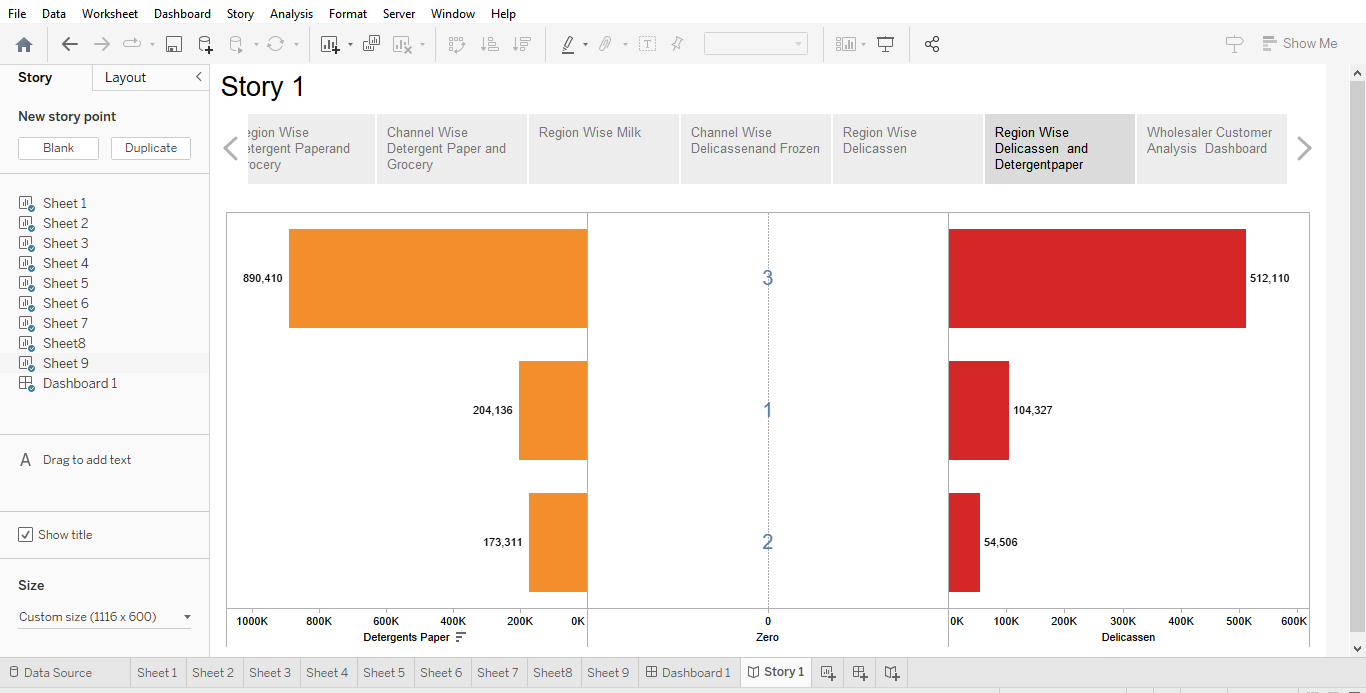 File Data Worksheet Dashboard Story Analysis Format Server Window Help
Show Me
Story Layout
New story point
Blank Duplicate
Sheet 1
Sheet 2
Sheet 3
Sheet 4
Sheet 5
Sheet 6
Sheet 7
Sheet8
Sheet 9
Dashboard 1
A Drag to add text
Show title
Size
Custom size (1116 x 600)
Story 1
egion Wise
etergent Paperand
rocery
Channel Wise
Detergent Paper and
Grocery
Region Wise Milk
Channel Wise
Delicassenand Frozen
Region Wise
Delicassen
Region Wise
Delicassen and
Detergentpaper
Wholesaler Customer
Analysis Dashboard
890,410 3 512,110
204,136 1 104,327
173,311 2 54,506
1000K 800K 600K 400K 200K 0K 0 0K 100K 200K 300K 400K 500K 600K
Detergents Paper Zero Delicassen
Data Source Sheet 1 Sheet 2 Sheet 3 Sheet 4 Sheet 5 Sheet 6 Sheet 7 Sheet8 Sheet 9 Dashboard 1 Story 1